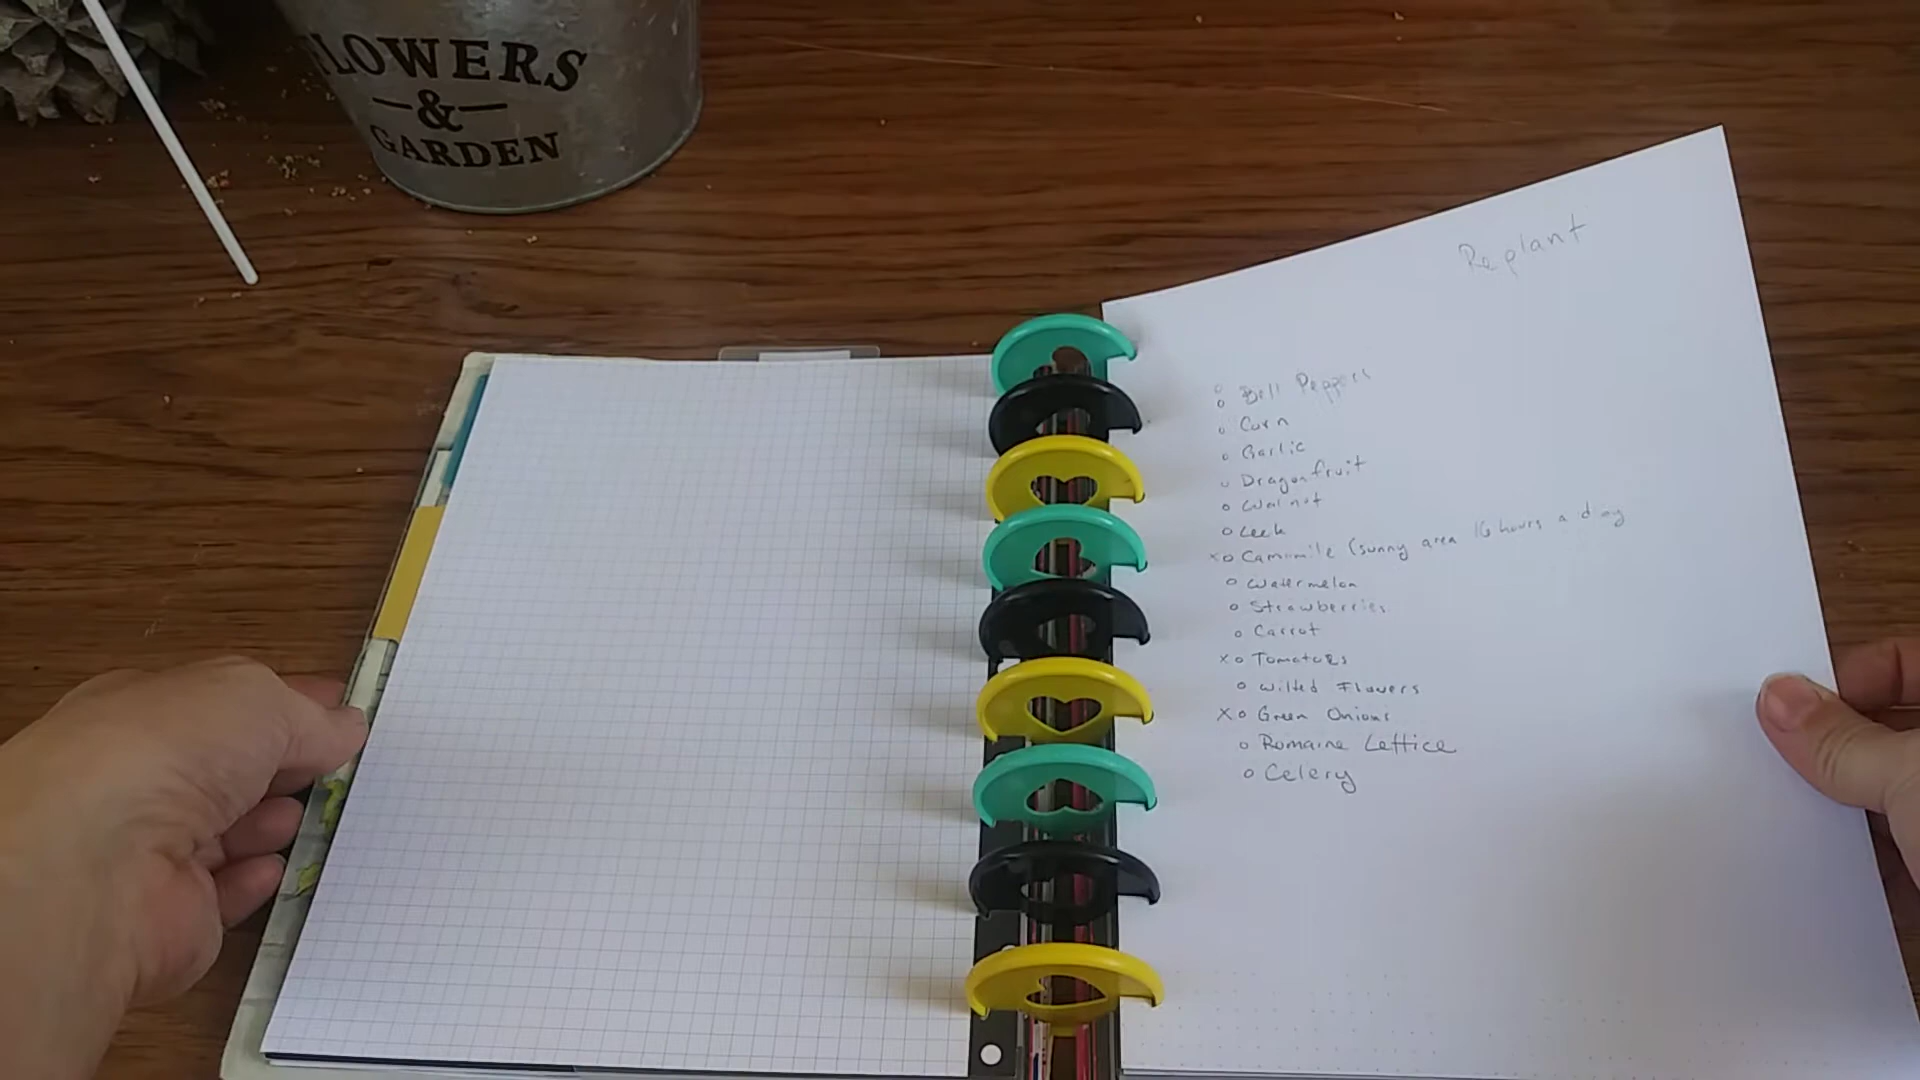 FLOWERS
&
GARDEN
Replant
Bell Peppers
Corn
Garlic
Dragonfruit
Walnut
Leek
x Camomile (sunny area 16 hours a day
Watermelon
Strawberries
Carrot
x Tomatoes
Wilted Flowers
X Green Onions
Romaine Lettice
Celery